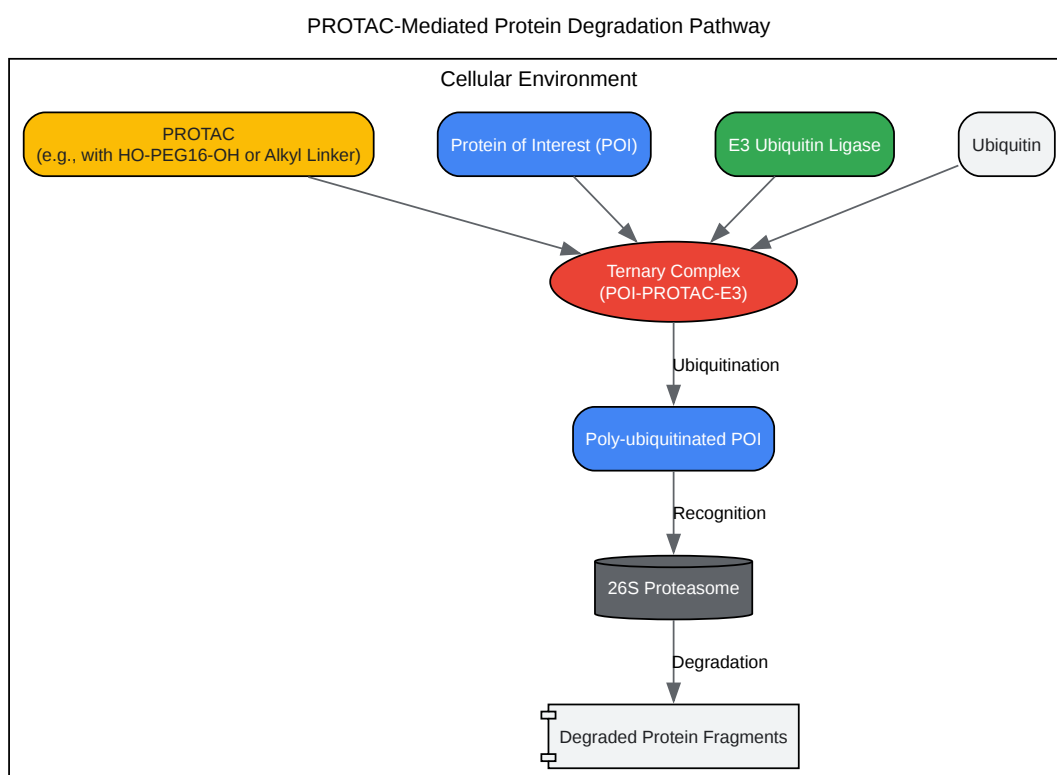 PROTAC-Mediated Protein Degradation Pathway
Cellular Environment
PROTAC
(e.g., with HO-PEG16-OH or Alkyl Linker)
Protein of Interest (POI)
E3 Ubiquitin Ligase
Ubiquitin
Ternary Complex
(POI-PROTAC-E3)
Ubiquitination
Poly-ubiquitinated POI
Recognition
26S Proteasome
Degradation
Degraded Protein Fragments